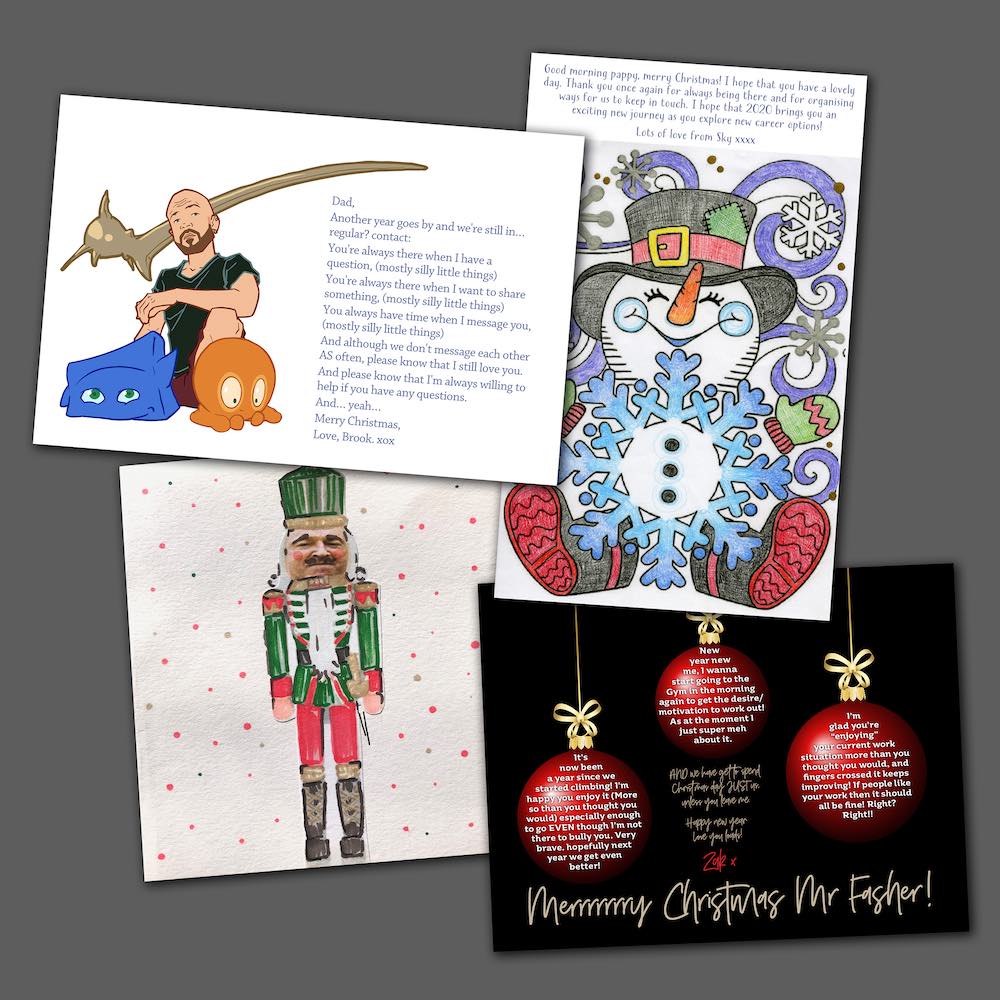 Good morning pappy, merry Christmas! I hope that you have a lovely
day. Thank you once again for always being there and for organising
ways for us to keep in touch. I hope that 2020 brings you an
exciting new journey as you explore new career options!
Lots of love from Sky xxxx
Dad,
Another year goes by and we're still in...
regular? contact:
You're always there when I have a
question, (mostly silly little things)
You're always there when I want to share
something, (mostly silly little things)
You always have time when I message you,
(mostly silly little things)
And although we don't message each other
AS often, please know that I still love you.
And please know that I'm always willing to
help if you have any questions.
And... yeah...
Merry Christmas,
Love, Brook. xox
It's
now been
a year since we
started climbing! I'm
happy you enjoy it (More
so than you thought you
would) especially enough
to go EVEN though I'm not
there to bully you. Very
brave. hopefully next
year we get even
better!
New
year new
me, I wanna
start going to the
Gym in the morning
again to get the desire/
motivation to work out!
As at the moment I
just super meh
about it.
AND we have get to spend
Christmas day JUST us,
unless you leave me.
Happy new year
love you loads!
Zak x
I'm
glad you're
"enjoying"
your current work
situation more than you
thought you would, and
fingers crossed it keeps
improving! If people like
your work then it should
all be fine! Right?
Right!!
Merrrrrrry Christmas Mr Fasher!